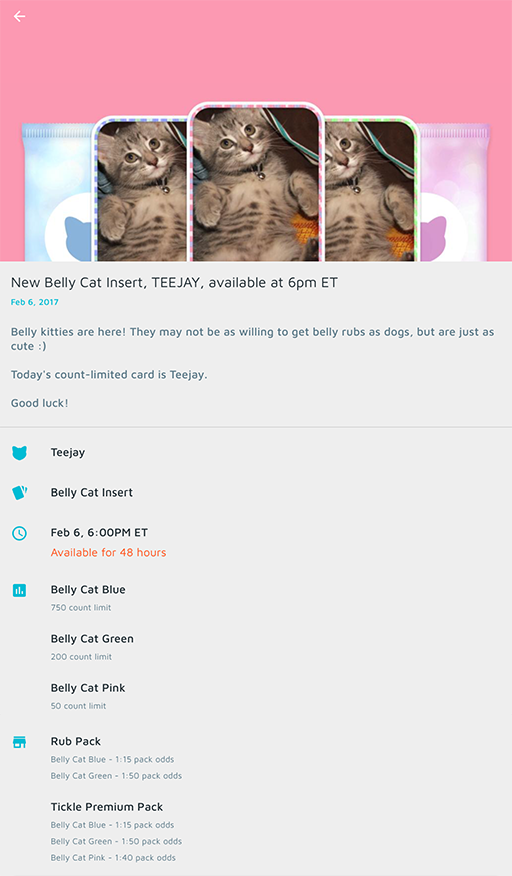 New Belly Cat Insert, TEEJAY, available at 6pm ET
Feb 6, 2017
Belly kitties are here! They may not be as willing to get belly rubs as dogs, but are just as
cute :)
Today's count-limited card is Teejay.
Good luck!
Teejay
Belly Cat Insert
Feb 6, 6:00PM ET
Available for 48 hours
Belly Cat Blue
750 count limit
Belly Cat Green
200 count limit
Belly Cat Pink
50 count limit
Rub Pack
Belly Cat Blue - 1:15 pack odds
Belly Cat Green - 1:50 pack odds
Tickle Premium Pack
Belly Cat Blue - 1:15 pack odds
Belly Cat Green - 1:50 pack odds
Belly Cat Pink - 1:40 pack odds